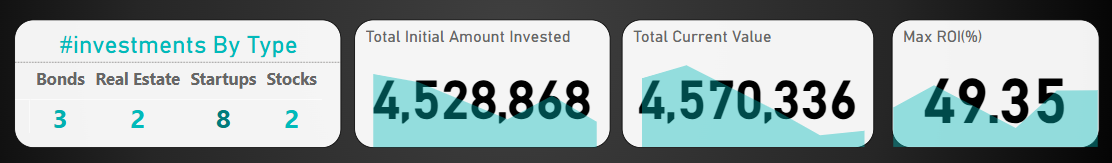 #investments By Type
Bonds Real Estate Startups Stocks
3 2 8 2
Total Initial Amount Invested
4,528,868
Total Current Value
4,570,336
Max ROI(%)
49.35